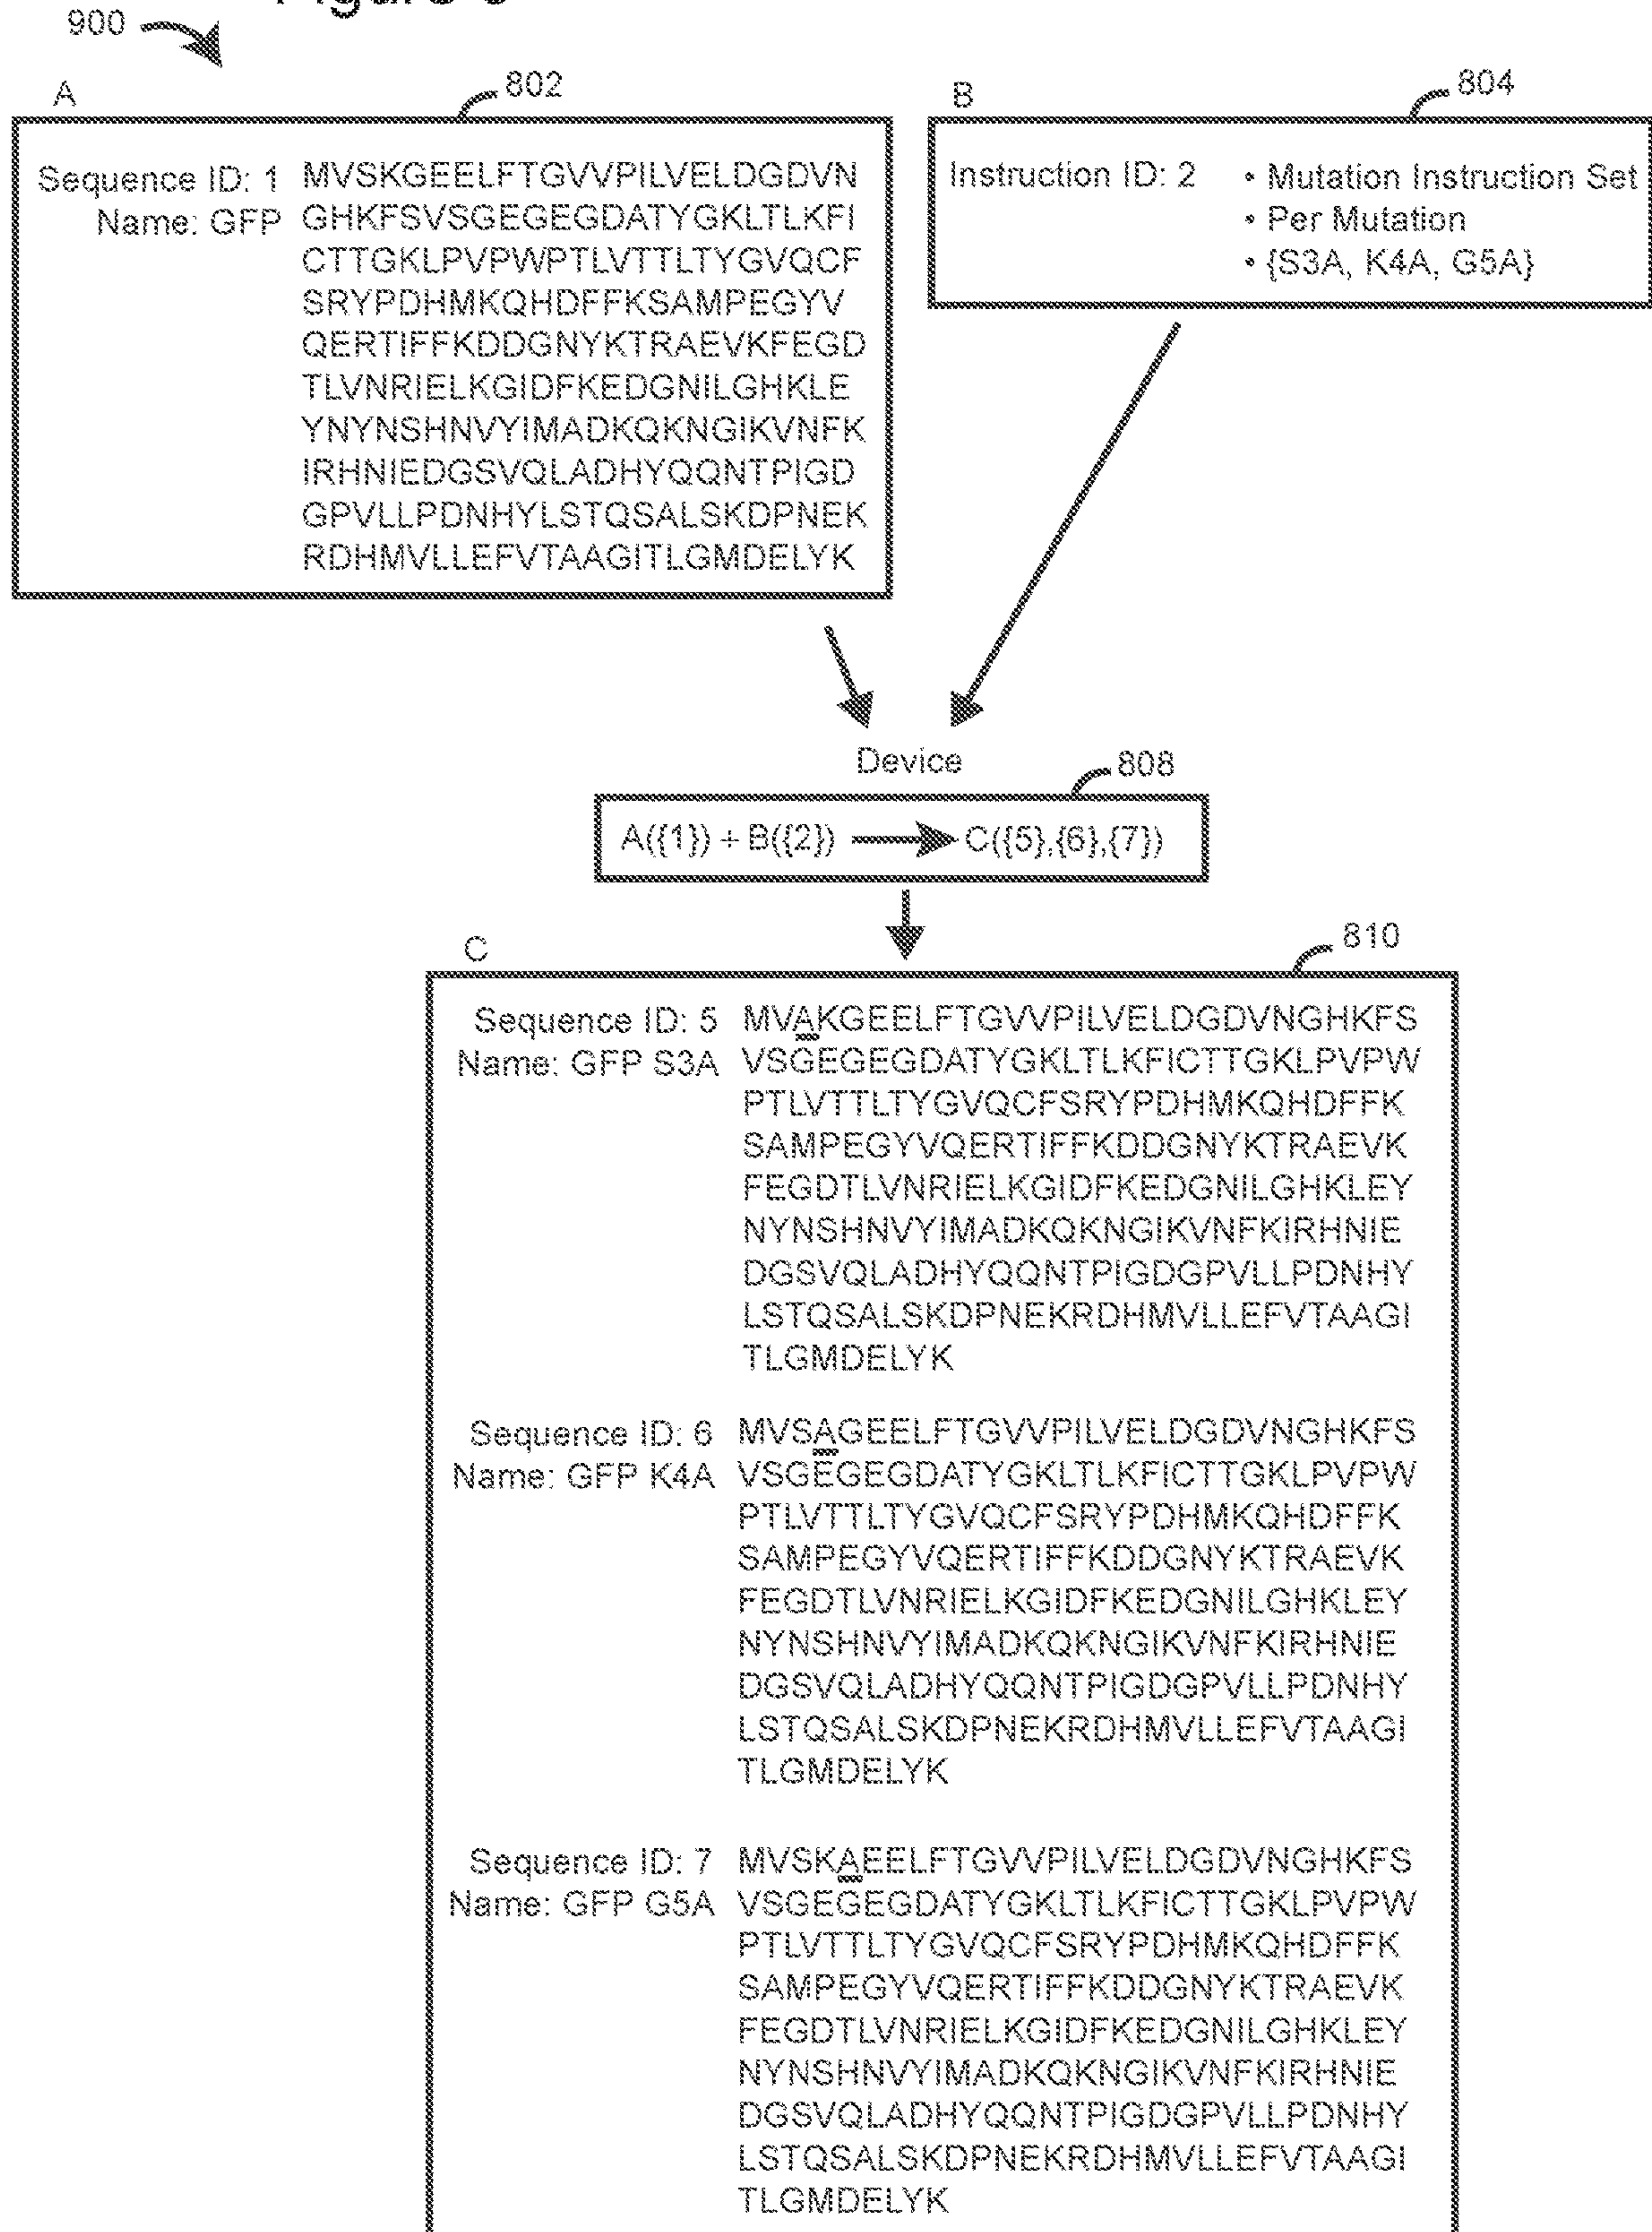 900
A
802
Sequence ID: 1 MVSKGEELFTGVVPILVELDGDVN
Name: GFP GHKFSVSGEGEGDATYGKLTLKFI
CTTGKLPVPWPTLVTTLTYGVQCF
SRYPDHMKQHDFFKSAMPEGYV
QERTIFFKDDGNYKTRAEVKFEGD
TLVNRIELKGIDFKEDGNILGHKLE
YNYNSHNVYIMADKQKNGIKVNFK
IRHNIEDGSVQLADHYQQNTPIGD
GPVLLPDNHYLSTQSALSKDPNEK
RDHMVLLEFVTAAGITLGMDELYK
B
804
Instruction ID: 2 • Mutation Instruction Set
• Per Mutation
• {S3A, K4A, G5A}
Device
808
A({1}) + B({2}) C({5},{6},{7})
C
810
Sequence ID: 5 MVAKGEELFTGVVPILVELDGDVNGHKFS
Name: GFP S3A VSGEGEGDATYGKLTLKFICTTGKLPVPW
PTLVTTLTYGVQCFSRYPDHMKQHDFFK
SAMPEGYVQERTIFFKDDGNYKTRAEVK
FEGDTLVNRIELKGIDFKEDGNILGHKLEY
NYNSHNVYIMADKQKNGIKVNFKIRHNIE
DGSVQLADHYQQNTPIGDGPVLLPDNHY
LSTQSALSKDPNEKRDHMVLLEFVTAAGI
TLGMDELYK
Sequence ID: 6 MVSAGEELFTGVVPILVELDGDVNGHKFS
Name: GFP K4A VSGEGEGDATYGKLTLKFICTTGKLPVPW
PTLVTTLTYGVQCFSRYPDHMKQHDFFK
SAMPEGYVQERTIFFKDDGNYKTRAEVK
FEGDTLVNRIELKGIDFKEDGNILGHKLEY
NYNSHNVYIMADKQKNGIKVNFKIRHNIE
DGSVQLADHYQQNTPIGDGPVLLPDNHY
LSTQSALSKDPNEKRDHMVLLEFVTAAGI
TLGMDELYK
Sequence ID: 7 MVSKAEELFTGVVPILVELDGDVNGHKFS
Name: GFP G5A VSGEGEGDATYGKLTLKFICTTGKLPVPW
PTLVTTLTYGVQCFSRYPDHMKQHDFFK
SAMPEGYVQERTIFFKDDGNYKTRAEVK
FEGDTLVNRIELKGIDFKEDGNILGHKLEY
NYNSHNVYIMADKQKNGIKVNFKIRHNIE
DGSVQLADHYQQNTPIGDGPVLLPDNHY
LSTQSALSKDPNEKRDHMVLLEFVTAAGI
TLGMDELYK